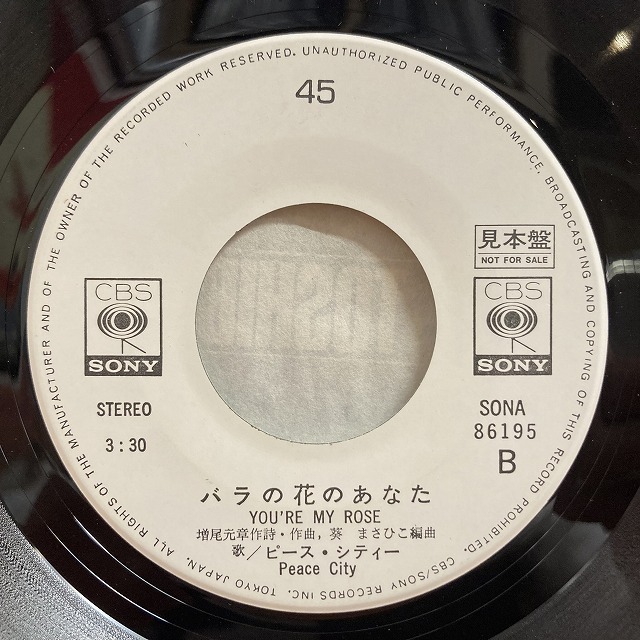 ALL RIGHTS OF THE MANUFACTURER AND OF THE OWNER OF THE RECORDED WORK RESERVED. UNAUTHORIZED PUBLIC PERFORMANCE, BROADCASTING AND COPYING OF THIS RECORD PROHIBITED.
45
見本盤
NOT FOR SALE
CBS
SONY
CBS
SONY
STEREO
3:30
SONA
86195
B
バラの花のあなた
YOU'RE MY ROSE
増尾元章作詩・作曲,葵 まさひこ編曲
歌/ピース・シティー
Peace City
CBS/SONY RECORDS INC. TOKYO JAPAN.